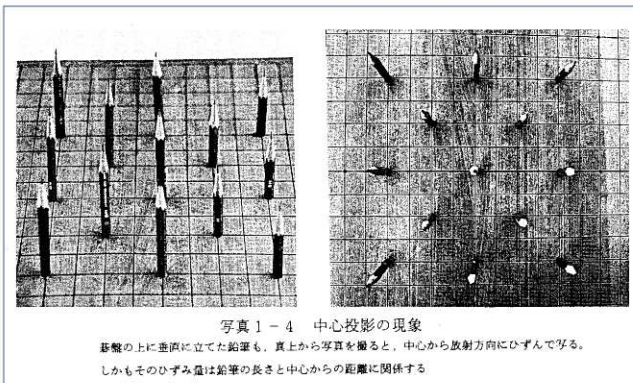 写真1-4 中心投影の現象
碁盤の上に垂直に立てた鉛筆も,真上から写真を撮ると,中心から放射方向にひずんで写る。
しかもそのひずみ量は鉛筆の長さと中心からの距離に関係する